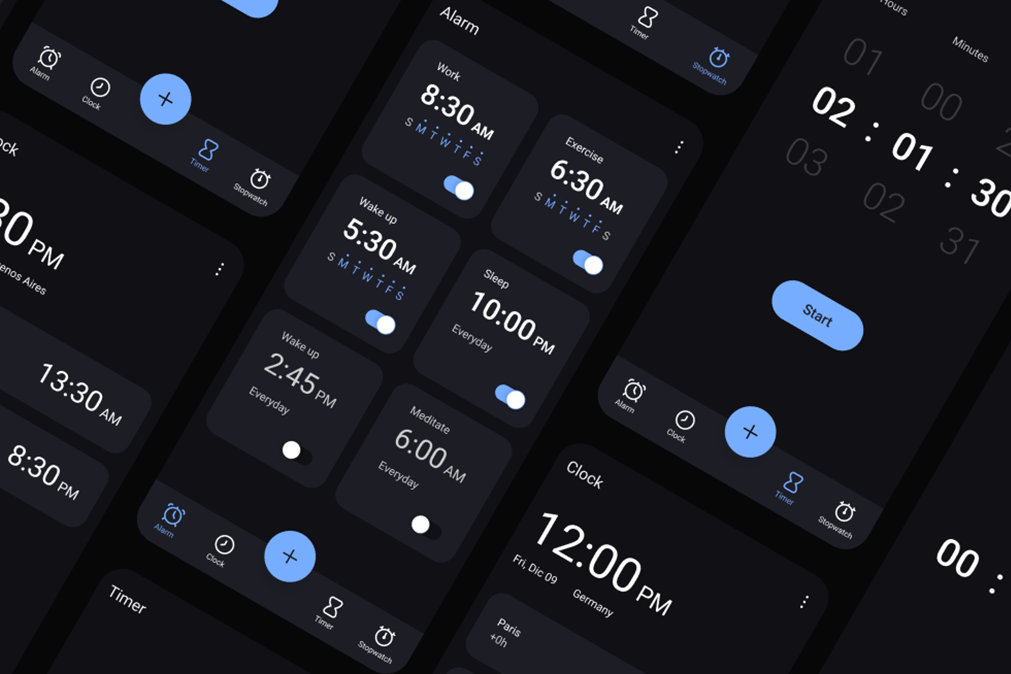 Alarm
Clock
Timer
Stopwatch
30 PM
enos Aires
13:30 AM
8:30 PM
Timer
Stopwatch
Alarm
Work
8:30 AM
S M T W T F S
Exercise
6:30 AM
S M T W T F S
Wake up
5:30 AM
S M T W T F S
Sleep
10:00 PM
Everyday
Wake up
2:45 PM
Everyday
Meditate
6:00 AM
Everyday
Alarm
Clock
Timer
Stopwatch
Timer
Hours
Minutes
01
00
02 : 01 : 30
03
02
31
Start
Alarm
Clock
Timer
Stopwatch
Clock
12:00 PM
Fri, Dic 09
Germany
Paris
+0h
00 :